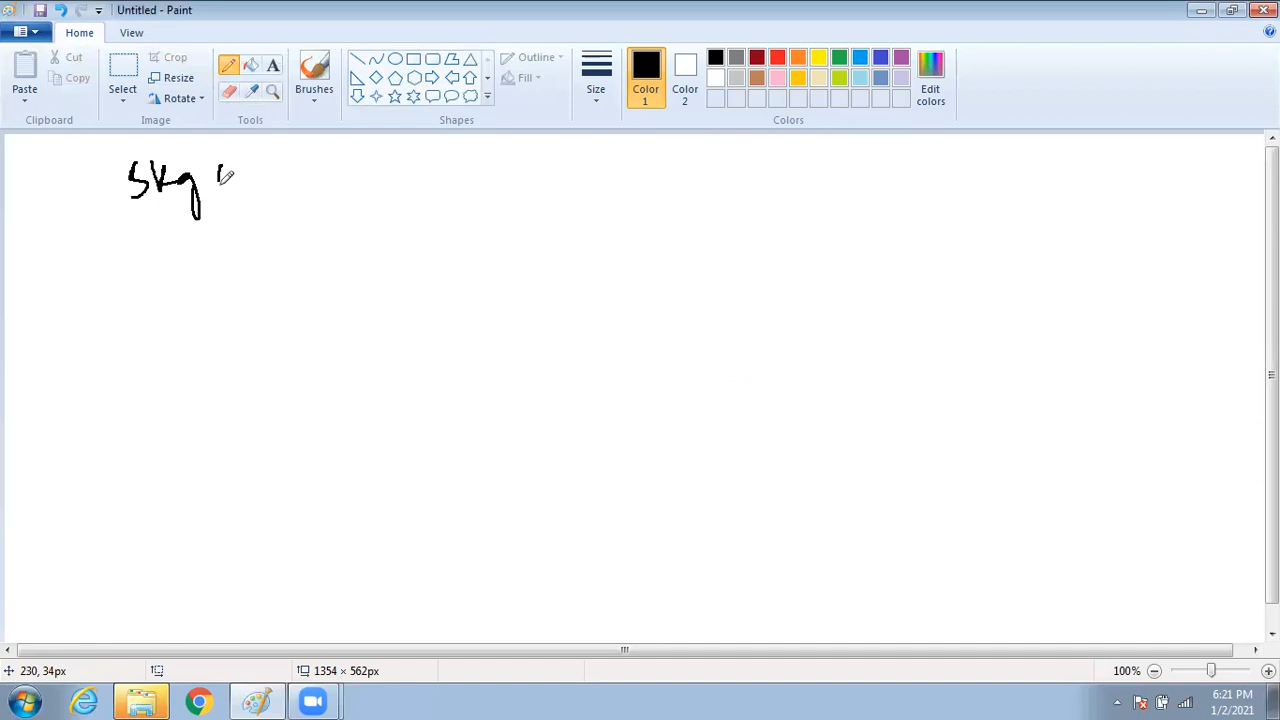 Untitled - Paint
Home
View
Paste
Cut
Copy
Clipboard
Select
Crop
Resize
Rotate
Image
Tools
Brushes
Shapes
Outline
Fill
Size
Color 1
Color 2
Edit colors
Colors
5kg
230, 34px
1354 × 562px
100%
6:21 PM
1/2/2021